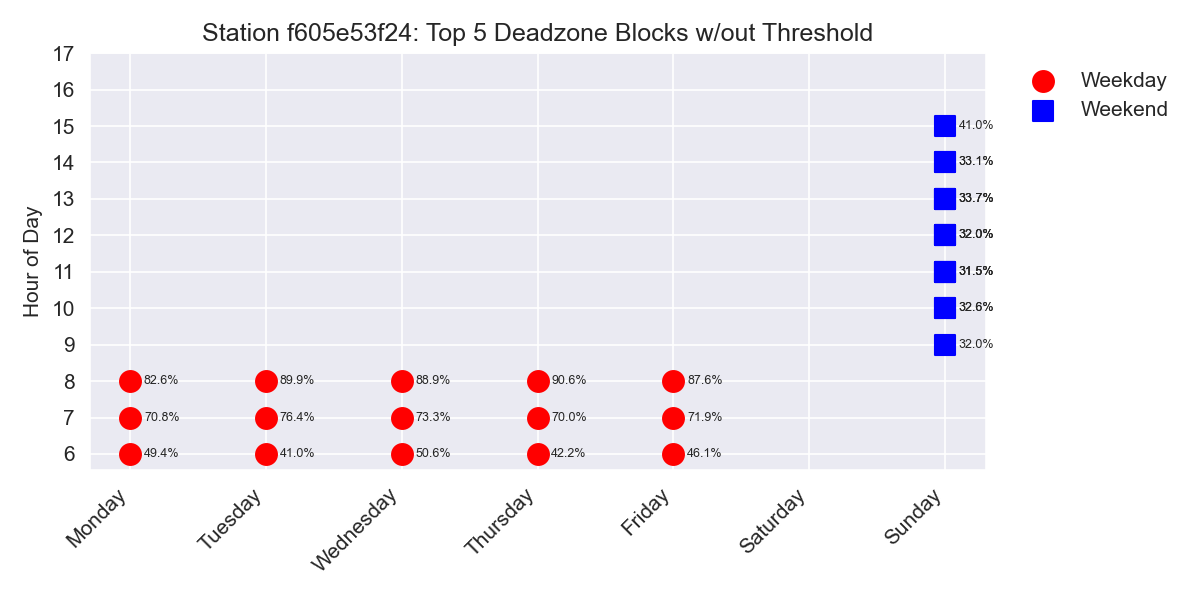 Station f605e53f24: Top 5 Deadzone Blocks w/out Threshold
Weekday
Weekend
Hour of Day
17
16
15 41.0%
14 33.1%
13 33.7%
12 32.0%
11 31.5%
10 32.6%
9 32.0%
8 82.6% 89.9% 88.9% 90.6% 87.6%
7 70.8% 76.4% 73.3% 70.0% 71.9%
6 49.4% 41.0% 50.6% 42.2% 46.1%
Monday Tuesday Wednesday Thursday Friday Saturday Sunday